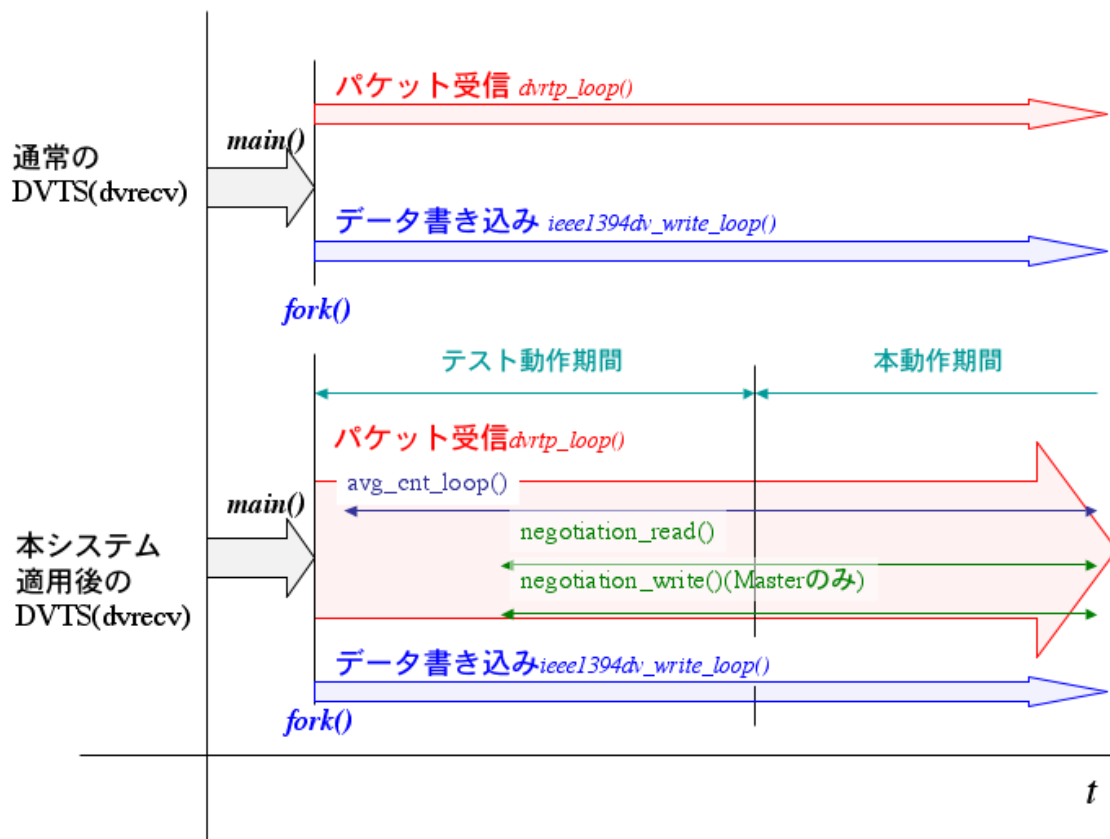 パケット受信 dvrtp_loop()
main()
通常の
DVTS(dvrecv)
データ書き込み ieee1394dv_write_loop()
fork()
テスト動作期間
本動作期間
パケット受信dvrtp_loop()
avg_cnt_loop()
main()
negotiation_read()
本システム
適用後の
DVTS(dvrecv)
negotiation_write()(Masterのみ)
データ書き込みieee1394dv_write_loop()
fork()
t